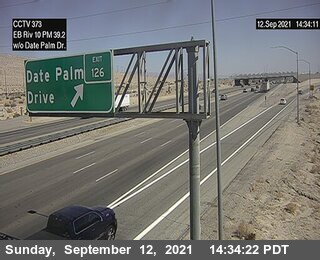 CCTV 373
EB Riv 10 PM 39.2
w/o Date Palm Dr.
12.Sep 2021 14:34:11
EXIT
126
Date Palm
Drive
Sunday, September 12, 2021 14:34:22 PDT